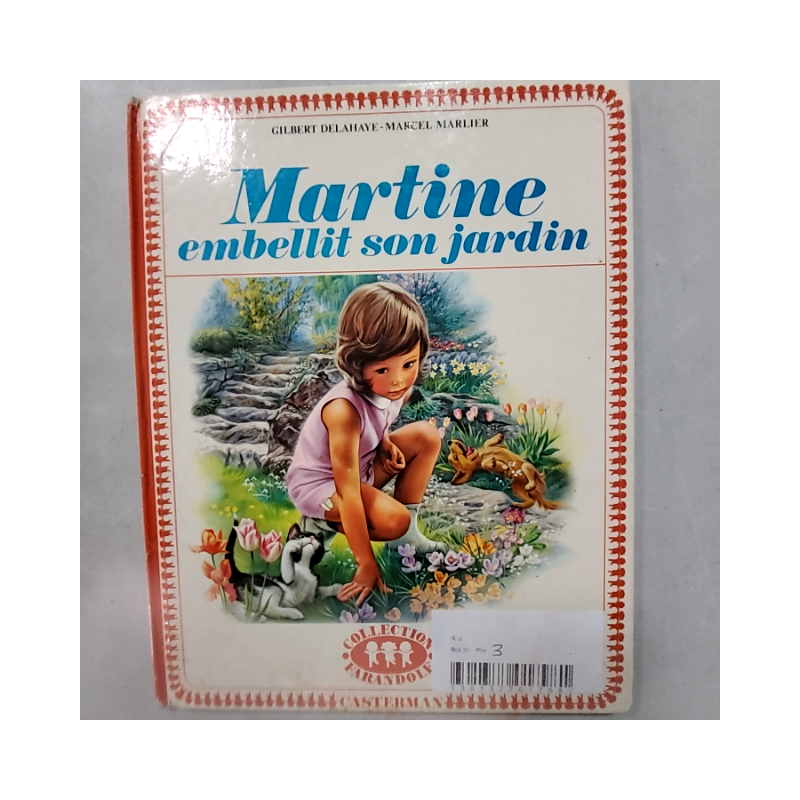 GILBERT DELAHAYE-MARCEL MARLIER
Martine
embellit son jardin
COLLECTION
FARANDOLE
CASTERMAN
3